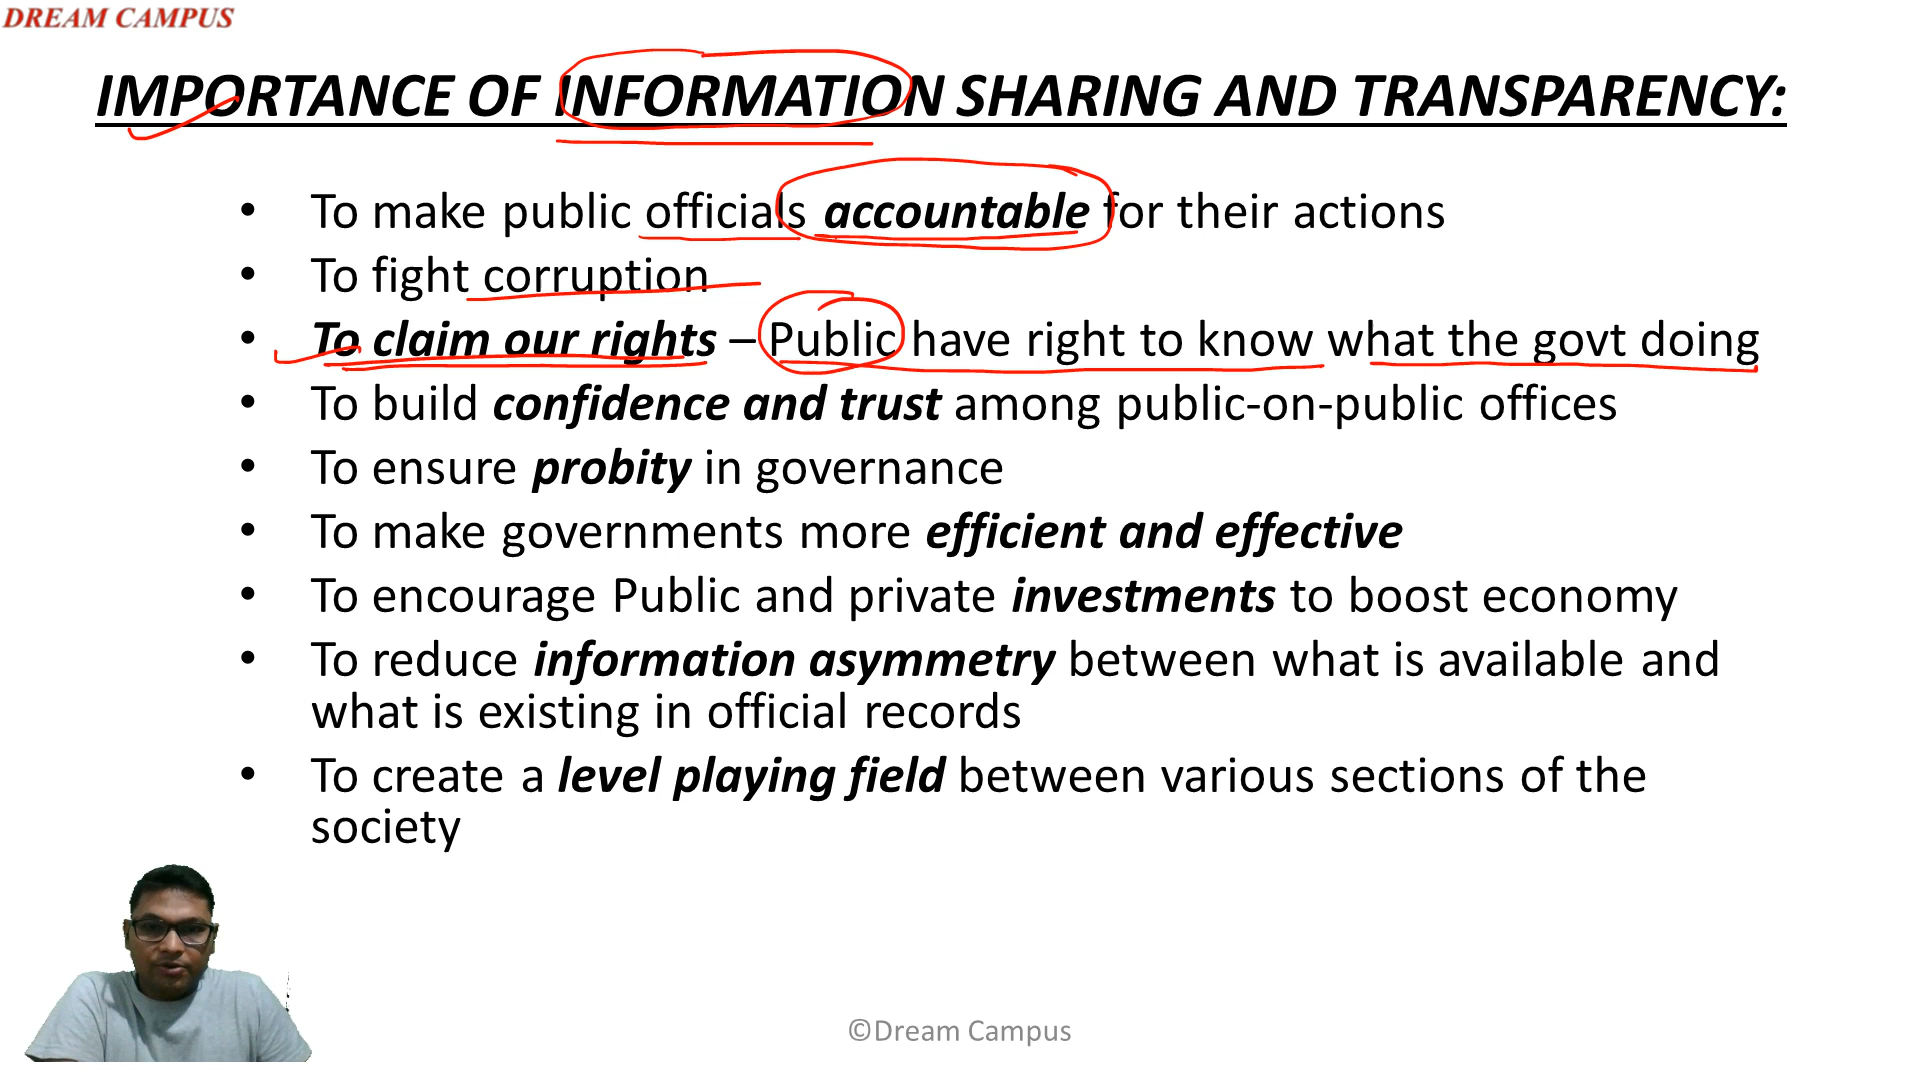 DREAM CAMPUS
IMPORTANCE OF INFORMATION SHARING AND TRANSPARENCY:
• To make public officials accountable for their actions
• To fight corruption
• To claim our rights – Public have right to know what the govt doing
• To build confidence and trust among public-on-public offices
• To ensure probity in governance
• To make governments more efficient and effective
• To encourage Public and private investments to boost economy
• To reduce information asymmetry between what is available and
what is existing in official records
• To create a level playing field between various sections of the
society
©Dream Campus